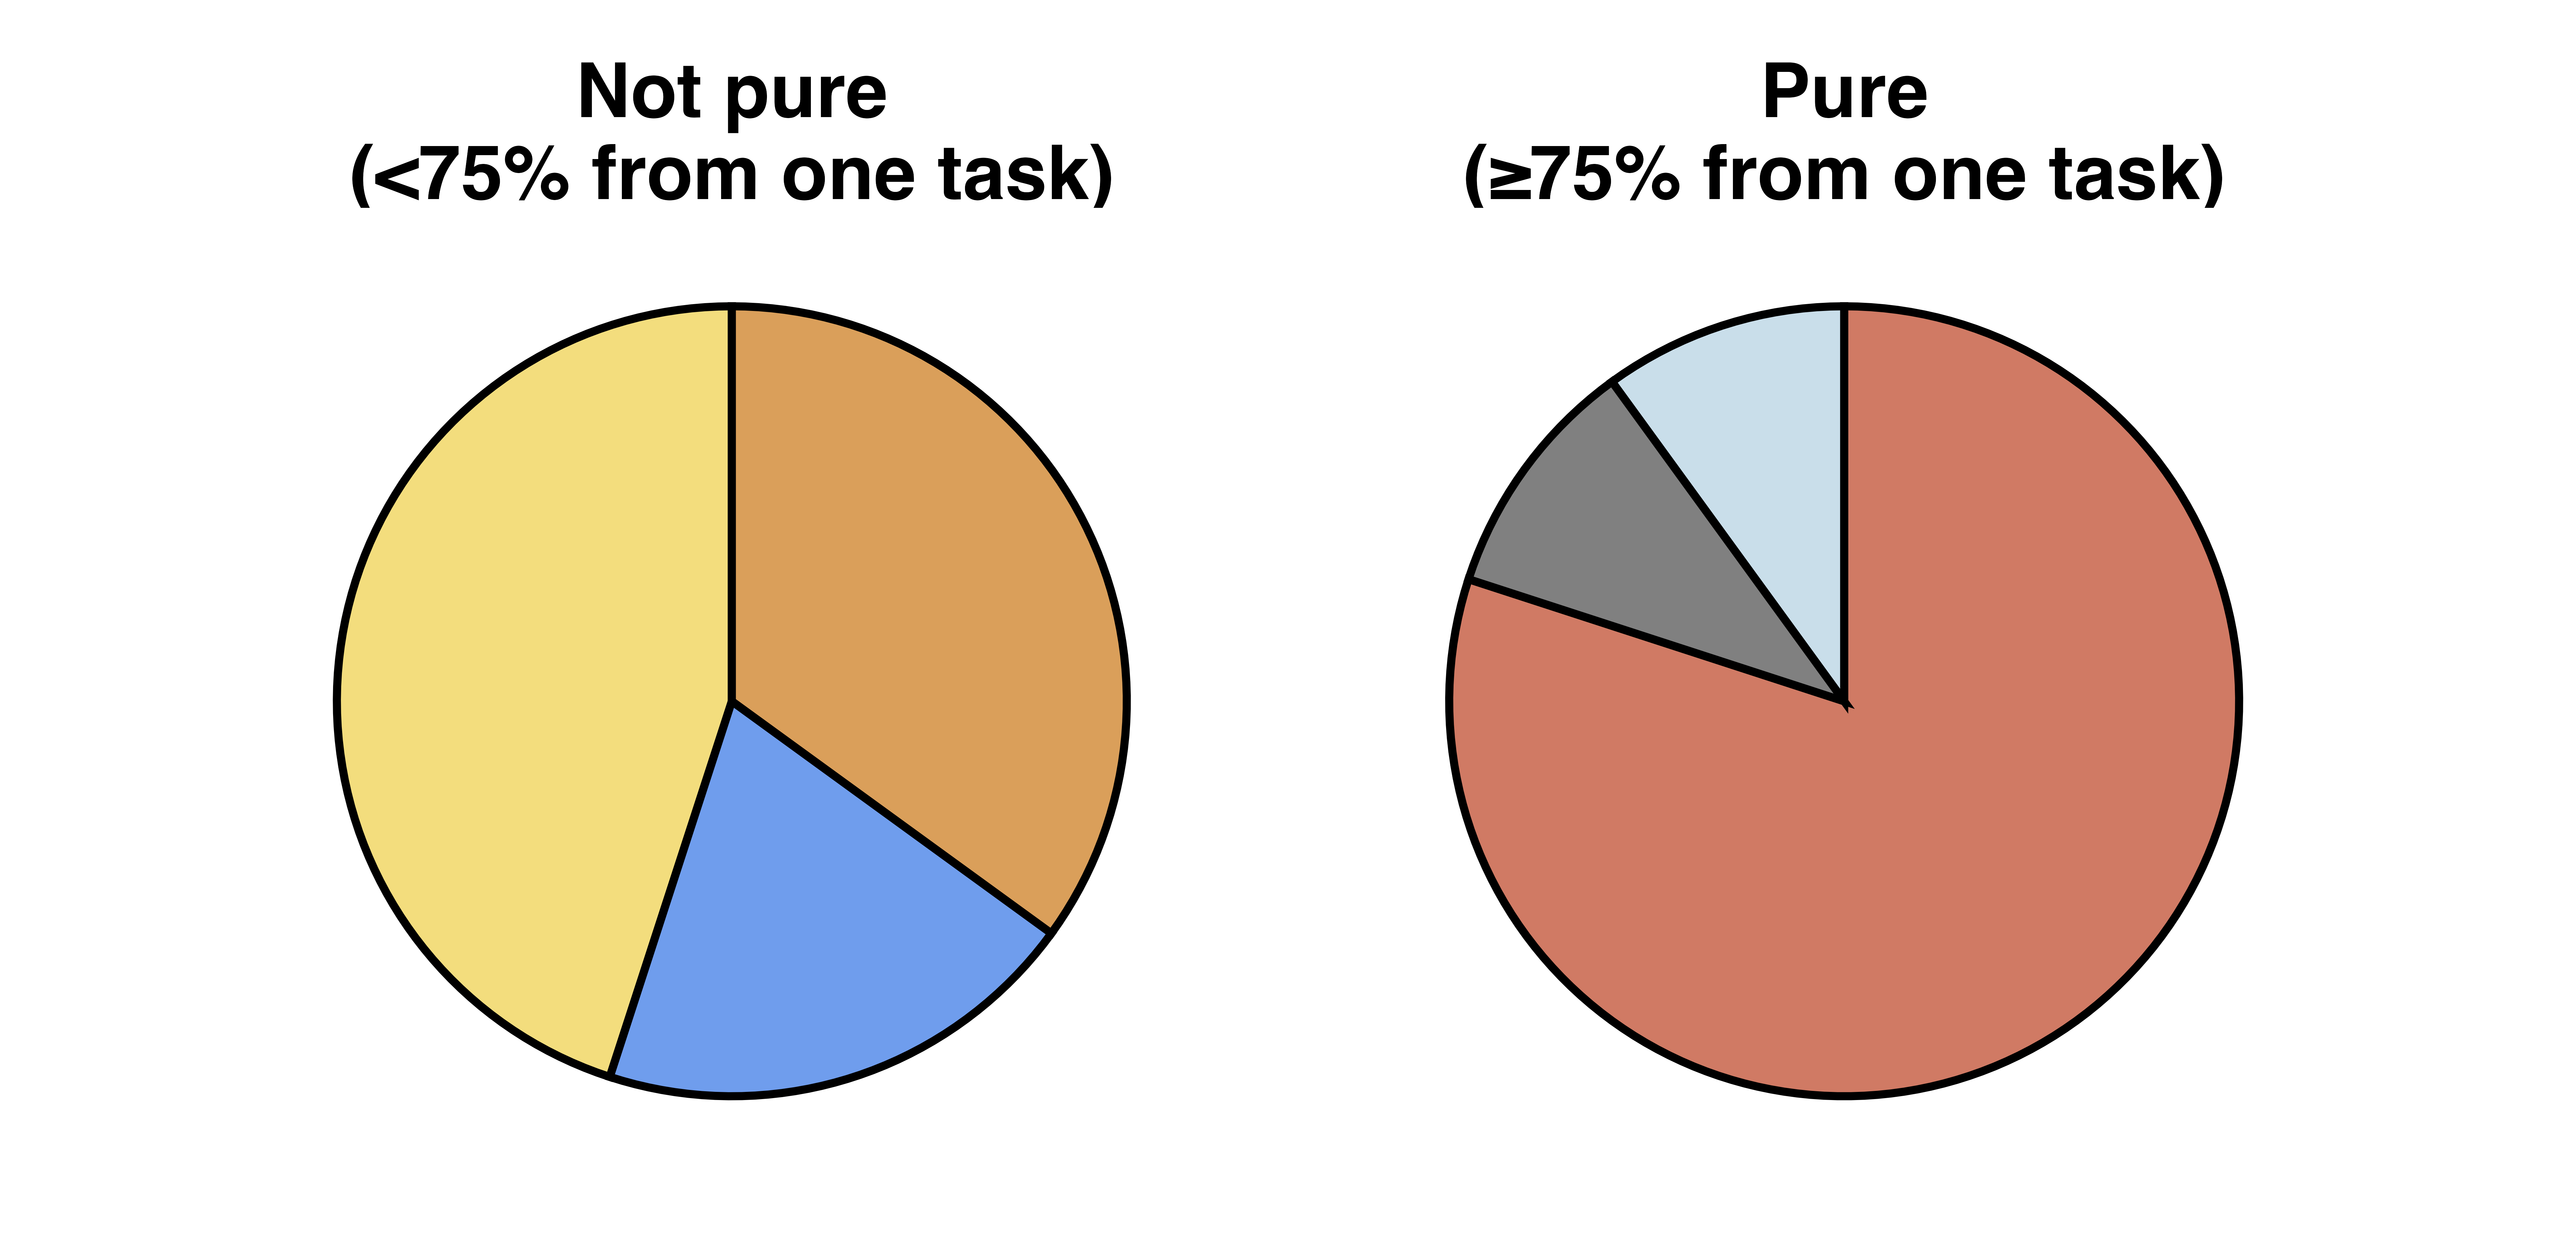 Not pure
(<75% from one task)
Pure
(≥75% from one task)